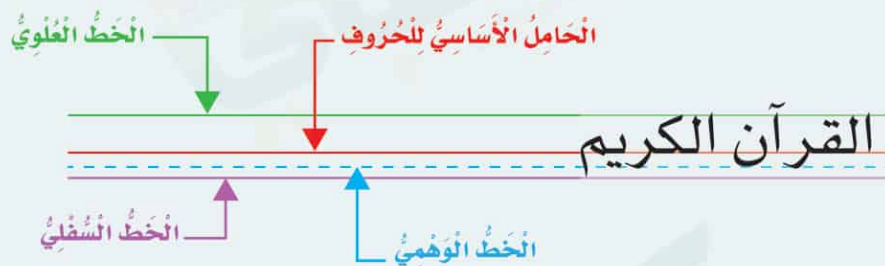 الْحَامِلُ الْأَسَاسِيُّ لِلْحُرُوفِ
الْخَطُّ الْعُلْوِيُّ
القرآن الكريم
الْخَطُّ الْوَهْمِيُّ
الْخَطُّ السُّفْلِيُّ